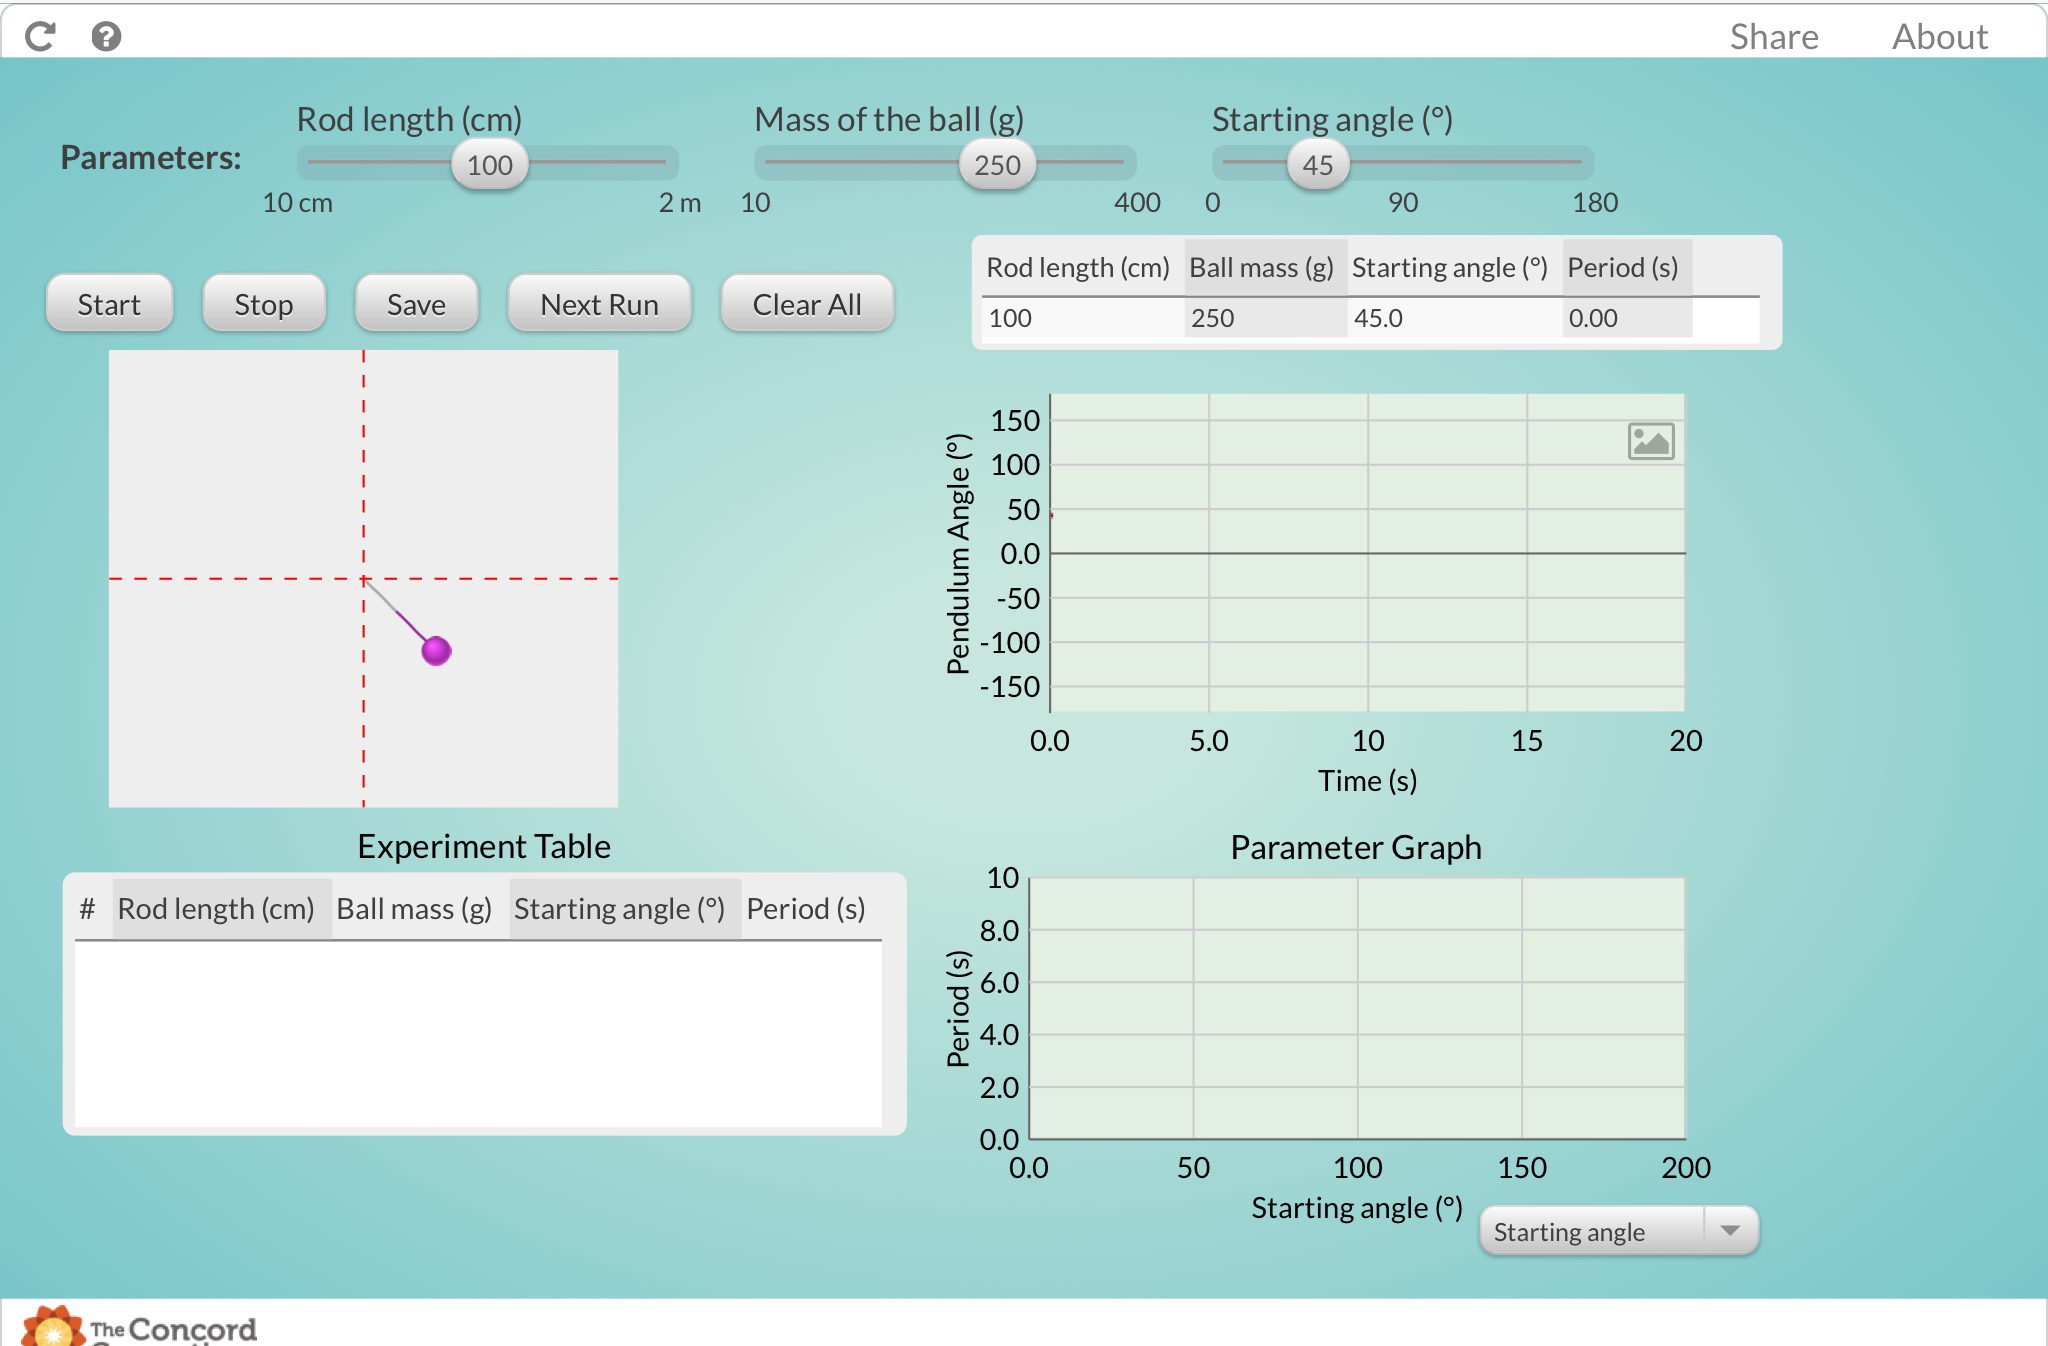 Share About
Parameters:
Rod length (cm)
100
10 cm 2 m
Mass of the ball (g)
250
10 400
Starting angle (°)
45
0 90 180
Start Stop Save Next Run Clear All
Rod length (cm) Ball mass (g) Starting angle (°) Period (s)
100 250 45.0 0.00
Pendulum Angle (°)
150
100
50
0.0
-50
-100
-150
0.0 5.0 10 15 20
Time (s)
Experiment Table
# Rod length (cm) Ball mass (g) Starting angle (°) Period (s)
Parameter Graph
Period (s)
10
8.0
6.0
4.0
2.0
0.0
0.0 50 100 150 200
Starting angle (°)
Starting angle
The Concord